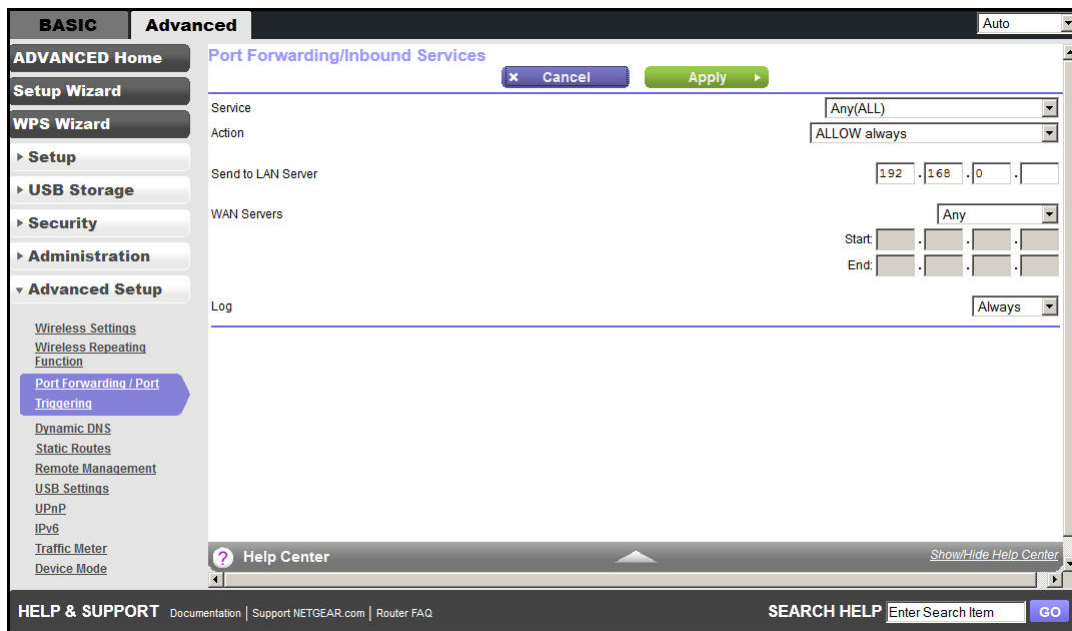 BASIC Advanced Auto
ADVANCED Home
Setup Wizard
WPS Wizard
Setup
USB Storage
Security
Administration
Advanced Setup
Wireless Settings
Wireless Repeating
Function
Port Forwarding / Port
Triggering
Dynamic DNS
Static Routes
Remote Management
USB Settings
UPnP
IPv6
Traffic Meter
Device Mode
Port Forwarding/Inbound Services
× Cancel Apply
Service Any(ALL)
Action ALLOW always
Send to LAN Server 192 . 168 . 0 .
WAN Servers Any
Start: . . .
End: . . .
Log Always
? Help Center Show/Hide Help Center
HELP & SUPPORT Documentation | Support NETGEAR.com | Router FAQ SEARCH HELP Enter Search Item GO